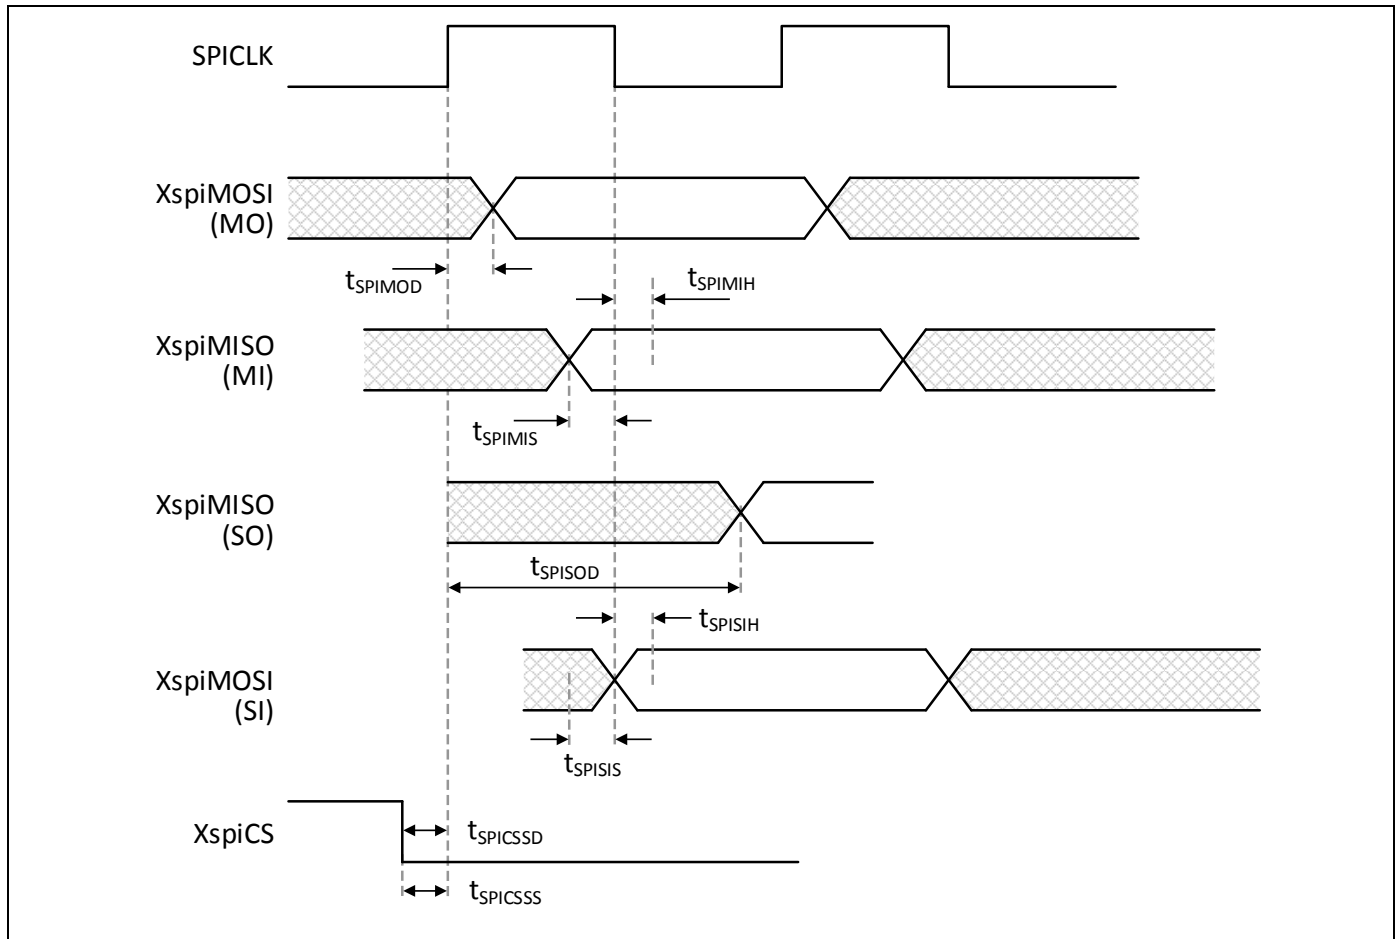 SPICLK
XspiMOSI
(MO)
tSPIMOD
tSPIMIH
XspiMISO
(MI)
tSPIMIS
XspiMISO
(SO)
tSPISOD
tSPISIH
XspiMOSI
(SI)
tSPISIS
XspiCS
tSPICSSD
tSPICSSS